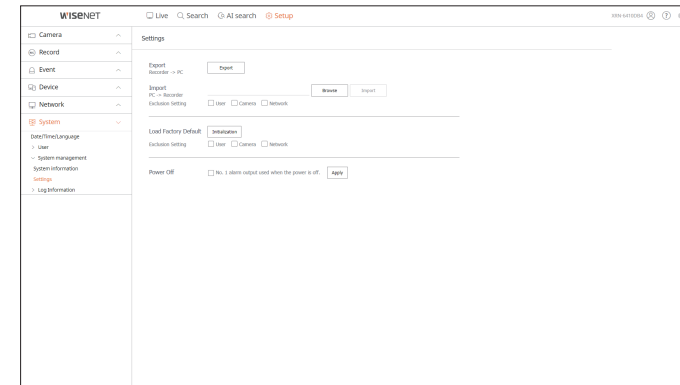 WISENET
Live Search AI search Setup
XRN-6410DB4
Camera
Record
Event
Device
Network
System
Date/Time/Language
User
System management
System information
Settings
Log Information
Settings
Export
Recorder -> PC
Export
Import
PC -> Recorder
Browse
Import
Exclusion Setting
User Camera Network
Load Factory Default
Initialization
Exclusion Setting
User Camera Network
Power Off
No. 1 alarm output used when the power is off.
Apply